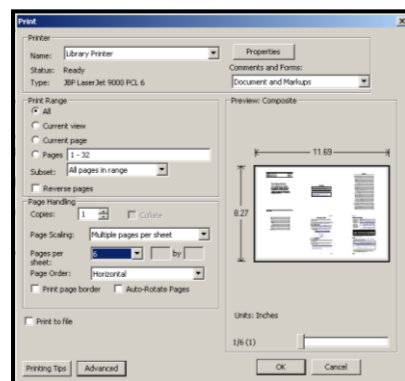 Print
Printer
Name: Library Printer
Properties
Status: Ready
Comments and Forms:
Type: JBP LaserJet 9000 PCL 6
Document and Markups
Print Range
All
Current view
Current page
Pages 1 - 32
Subset: All pages in range
Reverse pages
Page Handling
Copies: 1
Collate
Page Scaling: Multiple pages per sheet
Pages per sheet: 6 by
Page Order: Horizontal
Print page border
Auto-Rotate Pages
Print to file
Preview: Composite
11.69
8.27
Units: Inches
1/6 (1)
Printing Tips
Advanced
OK
Cancel